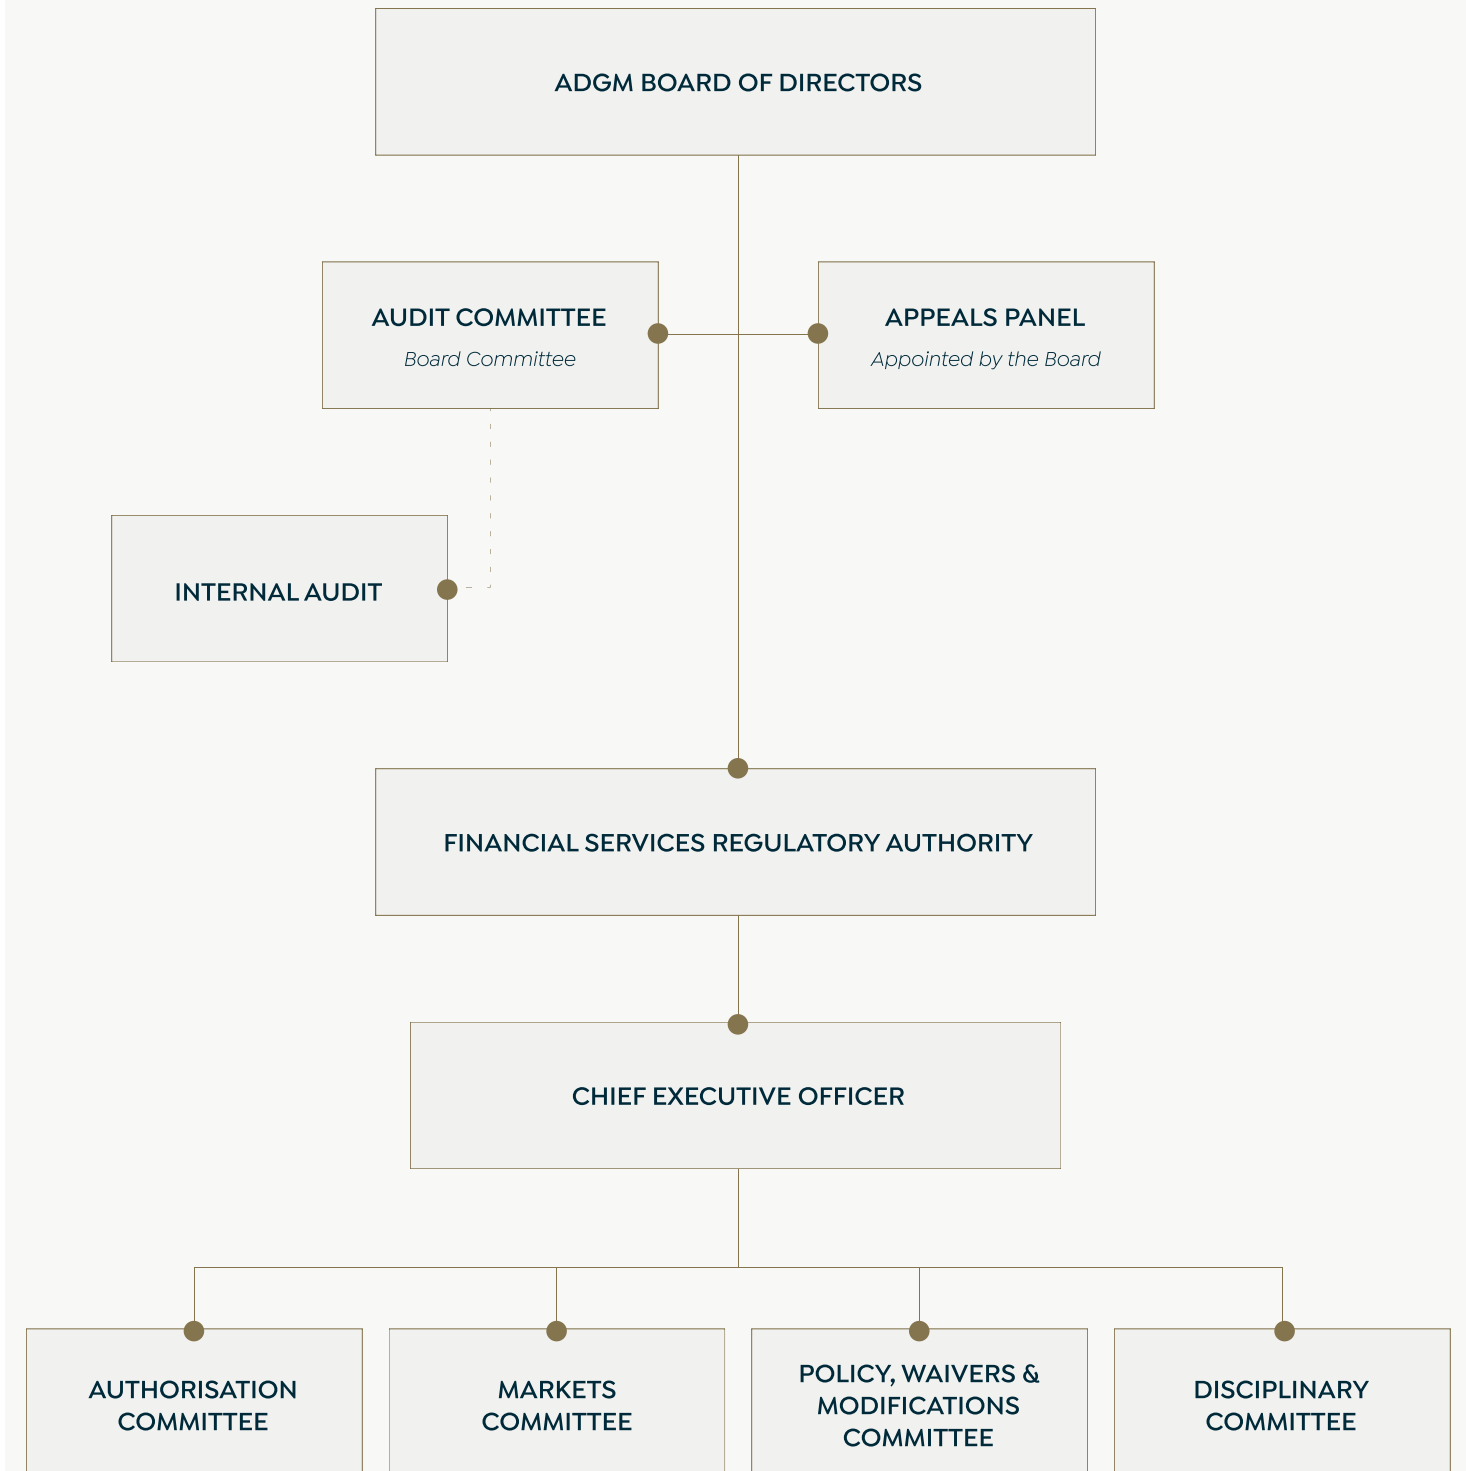 ADGM BOARD OF DIRECTORS
AUDIT COMMITTEE
Board Committee
APPEALS PANEL
Appointed by the Board
INTERNAL AUDIT
FINANCIAL SERVICES REGULATORY AUTHORITY
CHIEF EXECUTIVE OFFICER
AUTHORISATION
COMMITTEE
MARKETS
COMMITTEE
POLICY, WAIVERS &
MODIFICATIONS
COMMITTEE
DISCIPLINARY
COMMITTEE